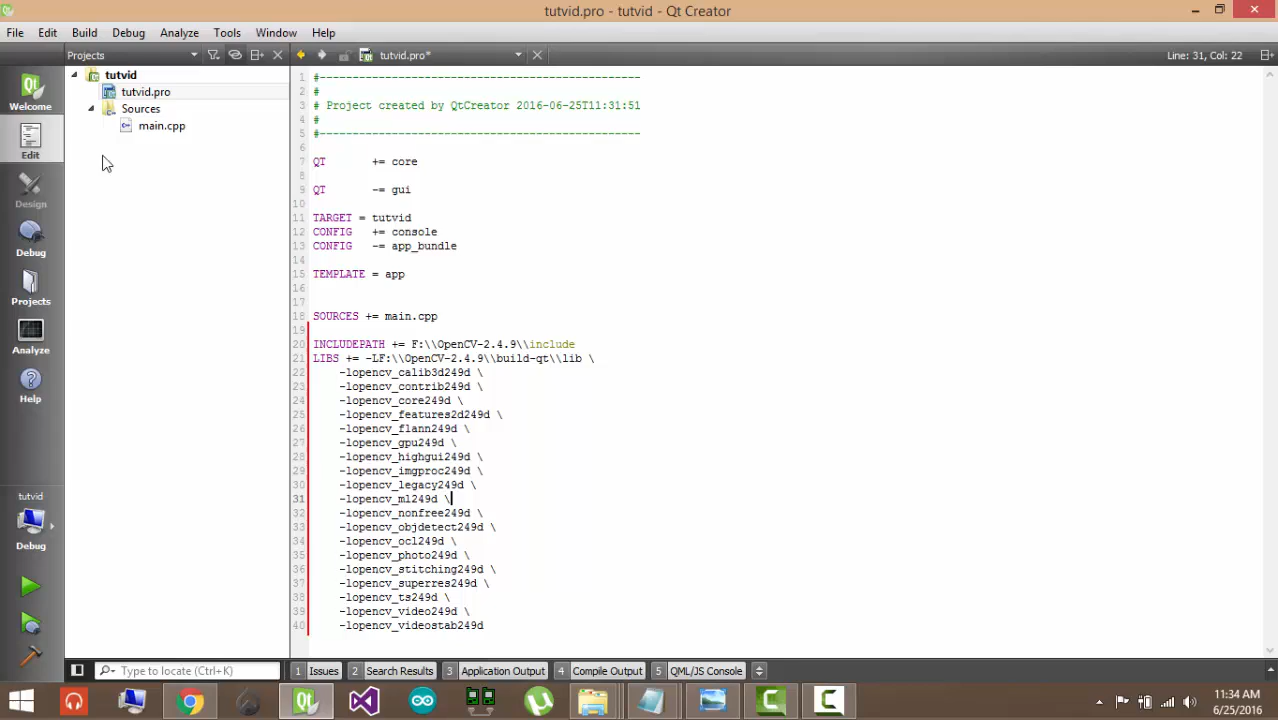 tutvid.pro - tutvid - Qt Creator
File Edit Build Debug Analyze Tools Window Help
Projects
tutvid.pro*
Line: 31, Col: 22
Welcome
Edit
Design
Debug
Projects
Analyze
Help
tutvid
Debug
tutvid
tutvid.pro
Sources
main.cpp
1 #-------------------------------------------------
2 #
3 # Project created by QtCreator 2016-06-25T11:31:51
4 #
5 #-------------------------------------------------
6
7 QT       += core
8
9 QT       -= gui
10
11 TARGET = tutvid
12 CONFIG   += console
13 CONFIG   -= app_bundle
14
15 TEMPLATE = app
16
17
18 SOURCES += main.cpp
19
20 INCLUDEPATH += F:\\OpenCV-2.4.9\\include
21 LIBS += -LF:\\OpenCV-2.4.9\\build-qt\\lib \
22     -lopencv_calib3d249d \
23     -lopencv_contrib249d \
24     -lopencv_core249d \
25     -lopencv_features2d249d \
26     -lopencv_flann249d \
27     -lopencv_gpu249d \
28     -lopencv_highgui249d \
29     -lopencv_imgproc249d \
30     -lopencv_legacy249d \
31     -lopencv_ml249d \
32     -lopencv_nonfree249d \
33     -lopencv_objdetect249d \
34     -lopencv_ocl249d \
35     -lopencv_photo249d \
36     -lopencv_stitching249d \
37     -lopencv_superres249d \
38     -lopencv_ts249d \
39     -lopencv_video249d \
40     -lopencv_videostab249d
Type to locate (Ctrl+K)
1 Issues 2 Search Results 3 Application Output 4 Compile Output 5 QML/JS Console
11:34 AM
6/25/2016